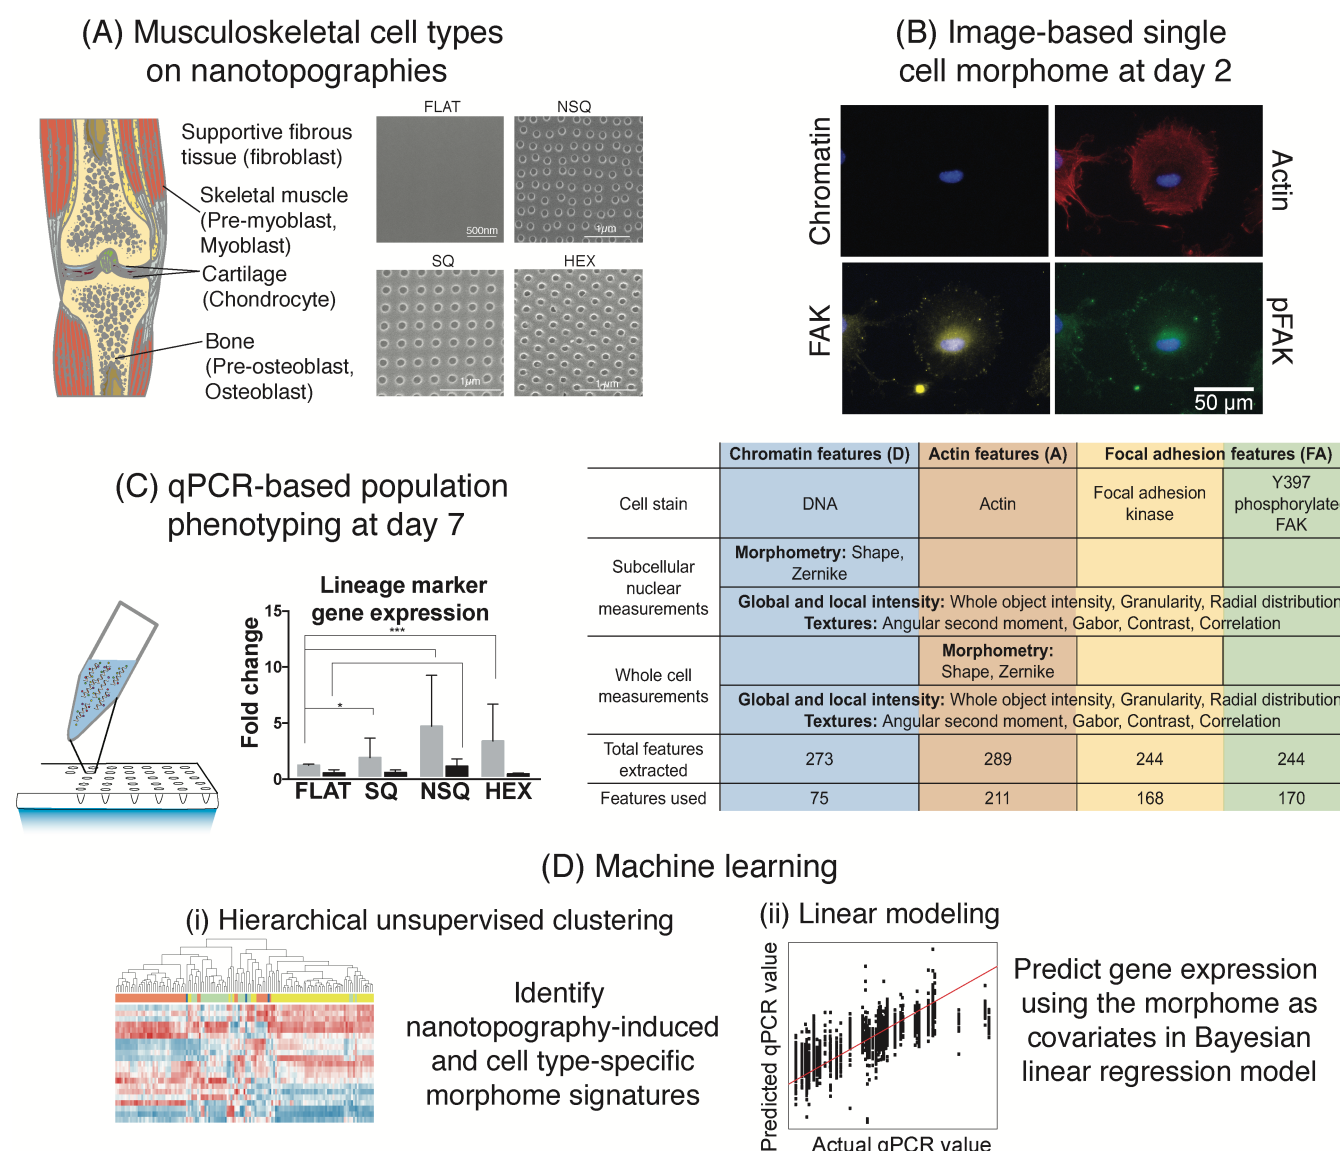 (A) Musculoskeletal cell types
on nanotopographies
Supportive fibrous
tissue (fibroblast)
Skeletal muscle
(Pre-myoblast,
Myoblast)
Cartilage
(Chondrocyte)
Bone
(Pre-osteoblast,
Osteoblast)
FLAT
NSQ
500nm
1µm
SQ
HEX
1µm
1µm
(B) Image-based single
cell morphome at day 2
Chromatin
Actin
FAK
pFAK
50 µm
(C) qPCR-based population
phenotyping at day 7
Lineage marker
gene expression
Fold change
15
10
5
0
***
*
FLAT SQ NSQ HEX
Chromatin features (D) Actin features (A) Focal adhesion features (FA)
Cell stain DNA Actin Focal adhesion kinase Y397 phosphorylate FAK
Subcellular nuclear measurements
Morphometry: Shape, Zernike
Global and local intensity: Whole object intensity, Granularity, Radial distribution
Textures: Angular second moment, Gabor, Contrast, Correlation
Whole cell measurements
Morphometry: Shape, Zernike
Global and local intensity: Whole object intensity, Granularity, Radial distribution
Textures: Angular second moment, Gabor, Contrast, Correlation
Total features extracted 273 289 244 244
Features used 75 211 168 170
(D) Machine learning
(i) Hierarchical unsupervised clustering
Identify
nanotopography-induced
and cell type-specific
morphome signatures
(ii) Linear modeling
Predicted qPCR value
Actual qPCR value
Predict gene expression
using the morphome as
covariates in Bayesian
linear regression model